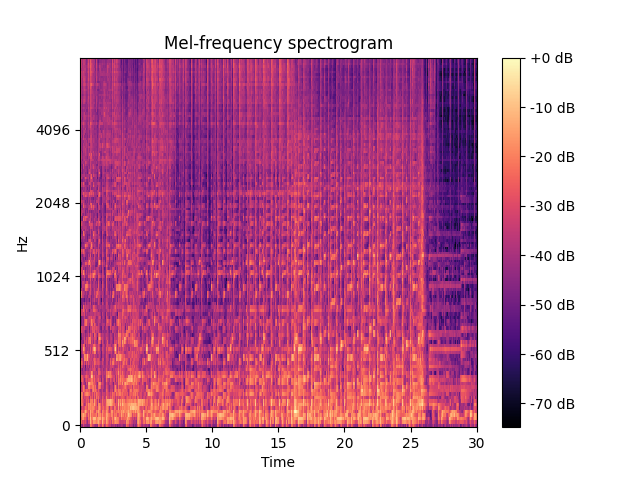 Mel-frequency spectrogram
Hz
4096
2048
1024
512
0
0 5 10 15 20 25 30
Time
+0 dB
-10 dB
-20 dB
-30 dB
-40 dB
-50 dB
-60 dB
-70 dB